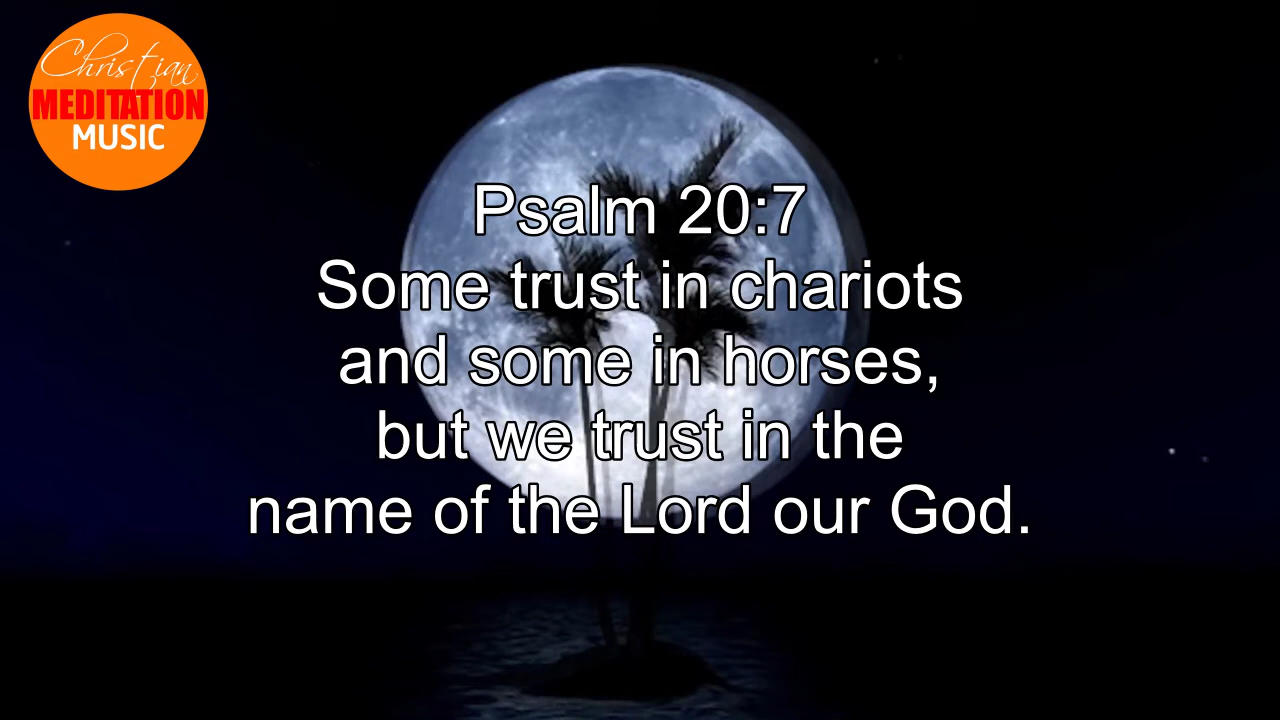 Christian
MEDITATION
MUSIC
Psalm 20:7
Some trust in chariots
and some in horses,
but we trust in the
name of the Lord our God.